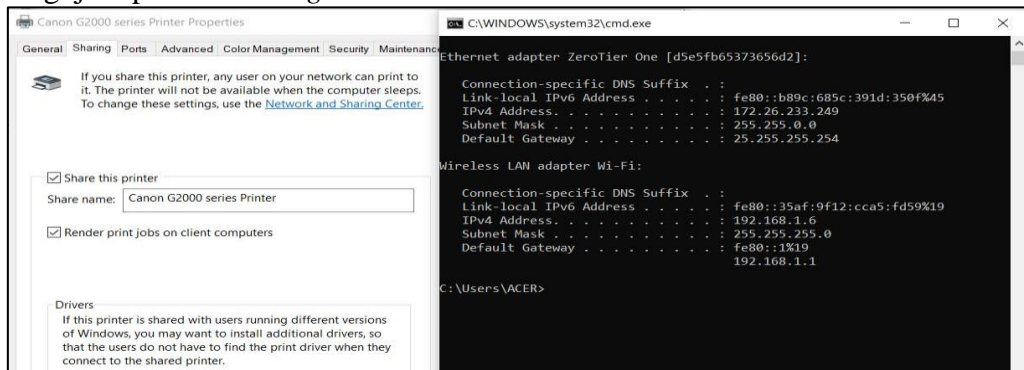 Canon G2000 series Printer Properties
General Sharing Ports Advanced Color Management Security Maintenance
If you share this printer, any user on your network can print to
it. The printer will not be available when the computer sleeps.
To change these settings, use the Network and Sharing Center.
Share this printer
Share name: Canon G2000 series Printer
Render print jobs on client computers
Drivers
If this printer is shared with users running different versions
of Windows, you may want to install additional drivers, so
that the users do not have to find the print driver when they
connect to the shared printer.
C:\WINDOWS\system32\cmd.exe
Ethernet adapter ZeroTier One [d5e5fb65373656d2]:
Connection-specific DNS Suffix . :
Link-local IPv6 Address . . . . . : fe80::b89c:685c:391d:350f%45
IPv4 Address. . . . . . . . . . . : 172.26.233.249
Subnet Mask . . . . . . . . . . . : 255.255.0.0
Default Gateway . . . . . . . . . : 25.255.255.254
Wireless LAN adapter Wi-Fi:
Connection-specific DNS Suffix . :
Link-local IPv6 Address . . . . . : fe80::35af:9f12:cca5:fd59%19
IPv4 Address. . . . . . . . . . . : 192.168.1.6
Subnet Mask . . . . . . . . . . . : 255.255.255.0
Default Gateway . . . . . . . . . : fe80::1%19
192.168.1.1
C:\Users\ACER>